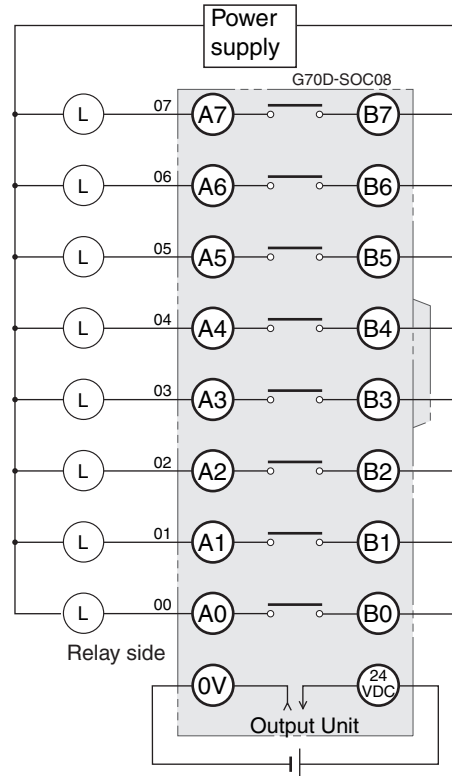 Power
supply
G70D-SOC08
L 07 A7 B7
L 06 A6 B6
L 05 A5 B5
L 04 A4 B4
L 03 A3 B3
L 02 A2 B2
L 01 A1 B1
L 00 A0 B0
Relay side
0V 24
VDC
Output Unit